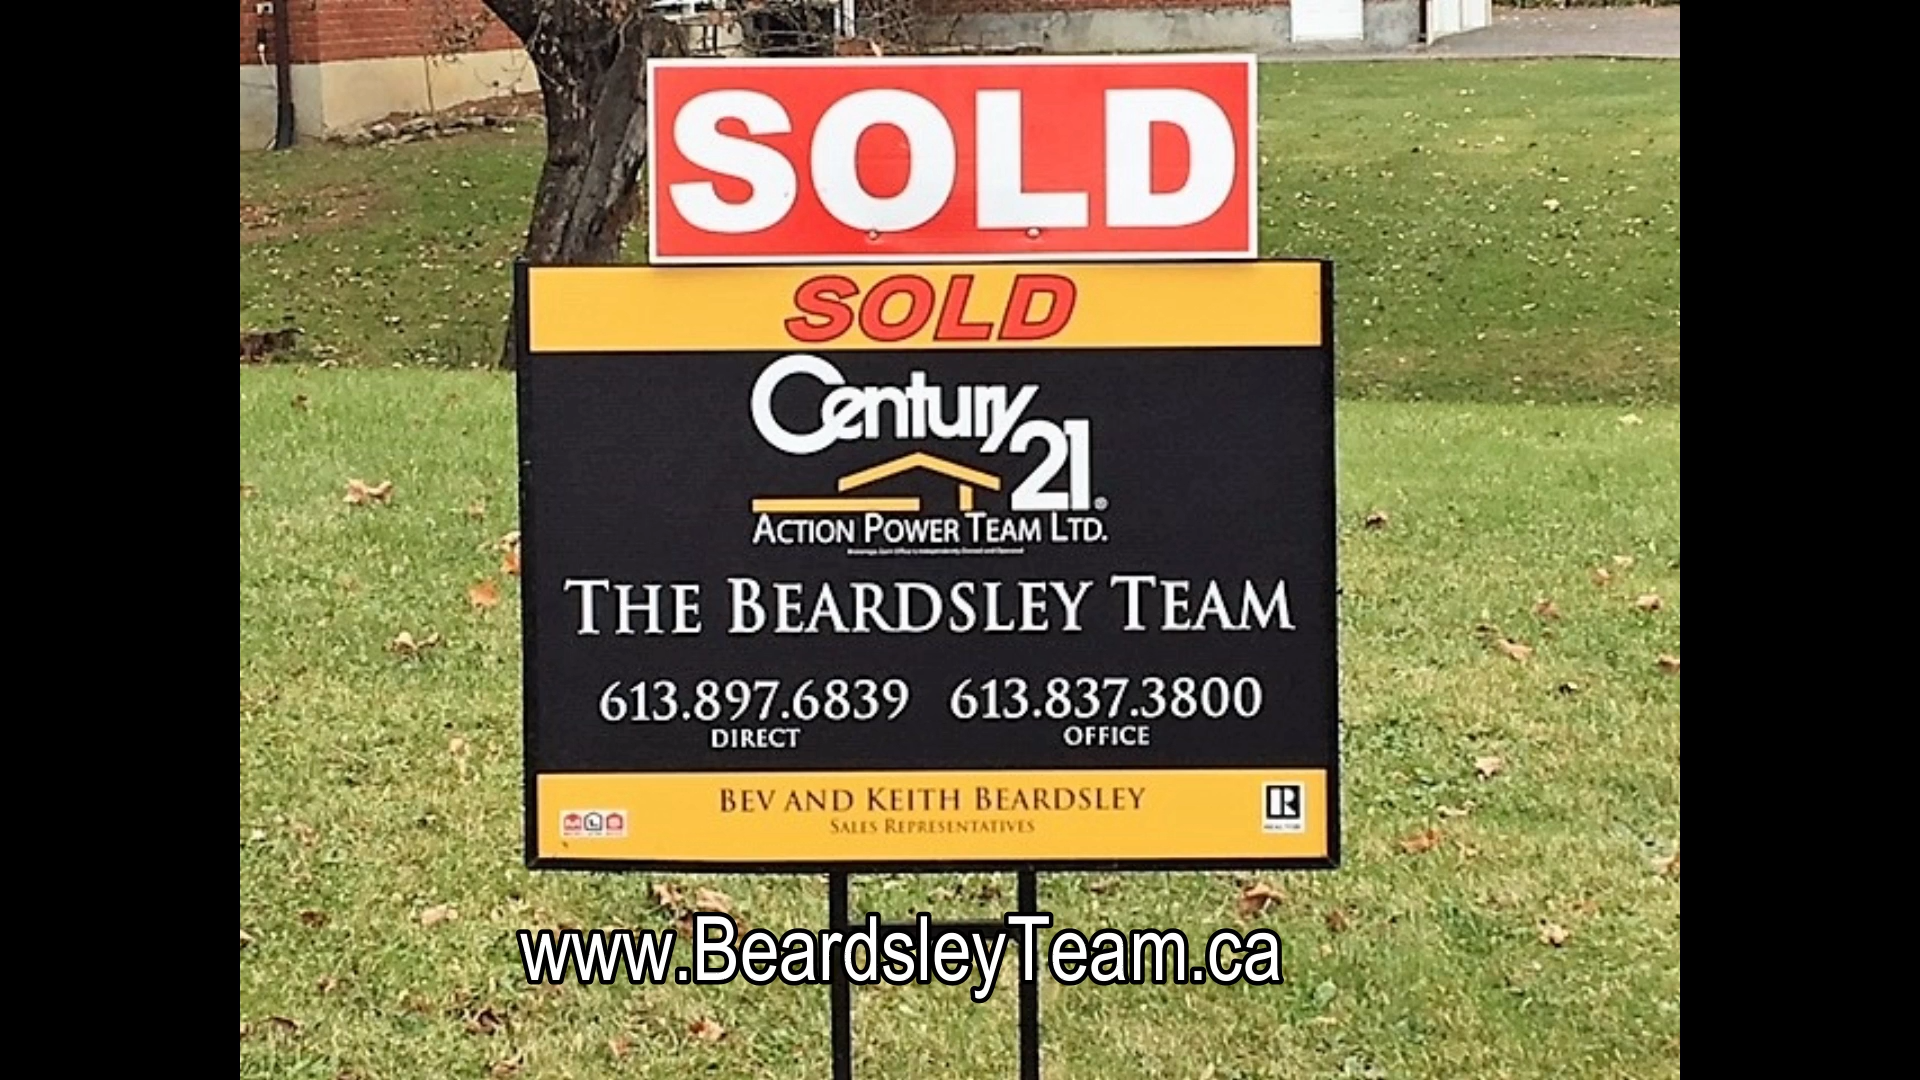 SOLD
SOLD
Century 21®
ACTION POWER TEAM LTD.
THE BEARDSLEY TEAM
613.897.6839 613.837.3800
DIRECT OFFICE
BEV AND KEITH BEARDSLEY
SALES REPRESENTATIVES
R
REALTOR
www.BeardsleyTeam.ca